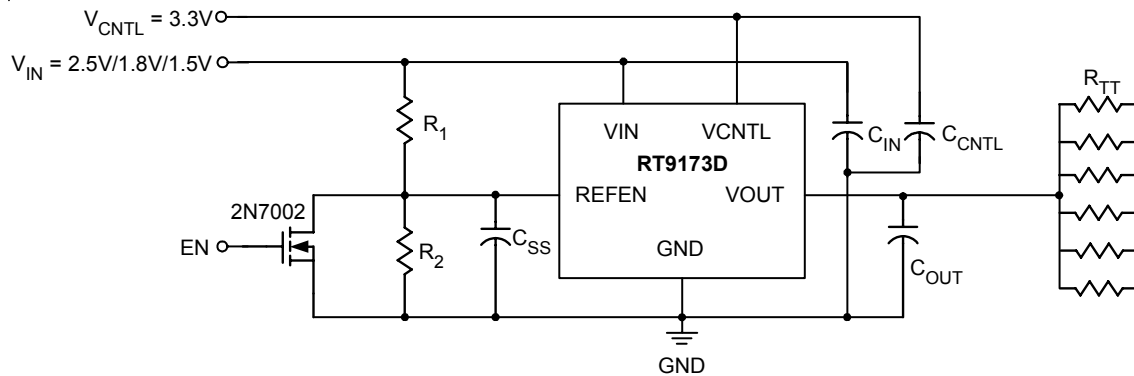 V_CNTL = 3.3V
V_IN = 2.5V/1.8V/1.5V
R_TT
R_1
VIN VCNTL
C_IN
C_CNTL
RT9173D
REFEN VOUT
2N7002
EN
R_2
C_SS
GND
C_OUT
GND